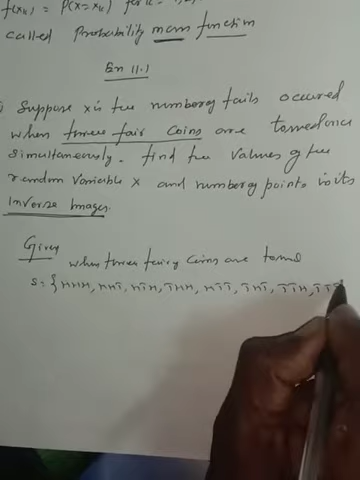 f(xₖ) = P(X = xₖ) for k =
called Probability mass function
Ex 11.1
Suppose x is the number of tails occured
when three fair coins are tossed once
simultaneously. find the values of the
random variable X and number of points in its
Inverse Images.
Given
when three fairy coins are tossed
S = { HHH, HHT, HTH, THH, HTT, THT, TTH, TTT